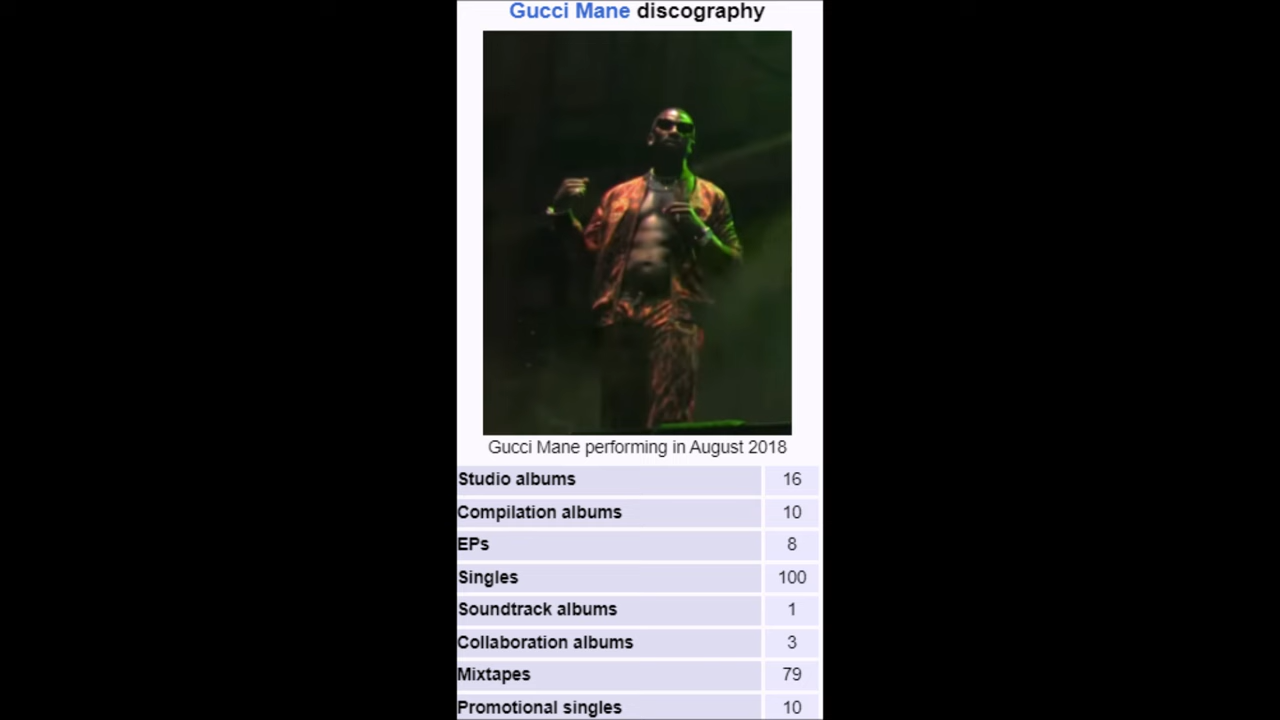 Gucci Mane discography
Gucci Mane performing in August 2018
Studio albums 16
Compilation albums 10
EPs 8
Singles 100
Soundtrack albums 1
Collaboration albums 3
Mixtapes 79
Promotional singles 10